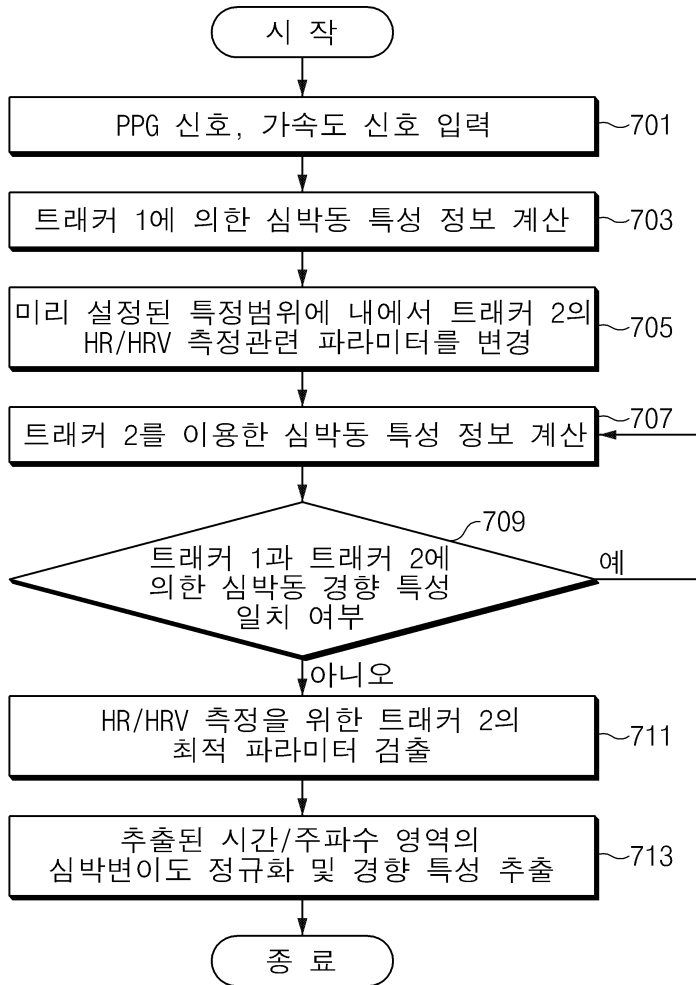 시 작
PPG 신호, 가속도 신호 입력
701
트래커 1에 의한 심박동 특성 정보 계산
703
미리 설정된 특정범위에 내에서 트래커 2의
HR/HRV 측정관련 파라미터를 변경
705
트래커 2를 이용한 심박동 특성 정보 계산
707
709
트래커 1과 트래커 2에
의한 심박동 경향 특성
일치 여부
예
아니오
HR/HRV 측정을 위한 트래커 2의
최적 파라미터 검출
711
추출된 시간/주파수 영역의
심박변이도 정규화 및 경향 특성 추출
713
종 료